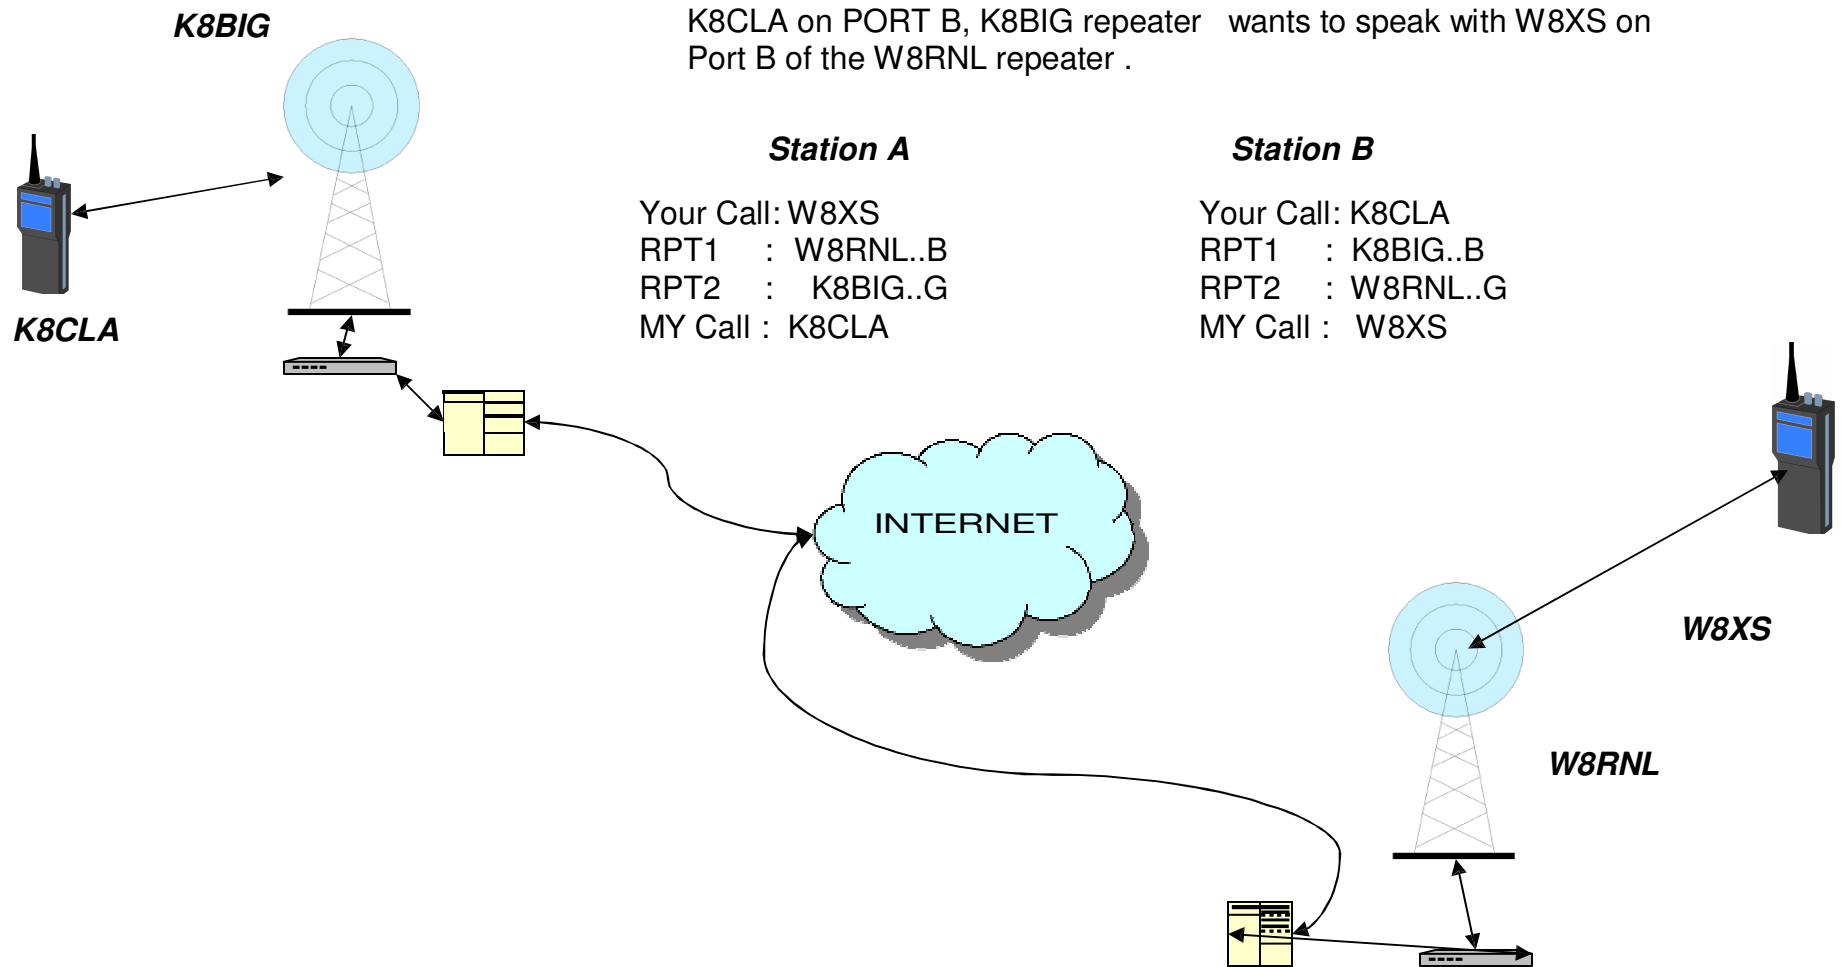 K8BIG
K8CLA on PORT B, K8BIG repeater wants to speak with W8XS on
Port B of the W8RNL repeater .
Station A
Your Call: W8XS
RPT1 : W8RNL..B
RPT2 : K8BIG..G
MY Call : K8CLA
Station B
Your Call: K8CLA
RPT1 : K8BIG..B
RPT2 : W8RNL..G
MY Call : W8XS
K8CLA
INTERNET
W8XS
W8RNL